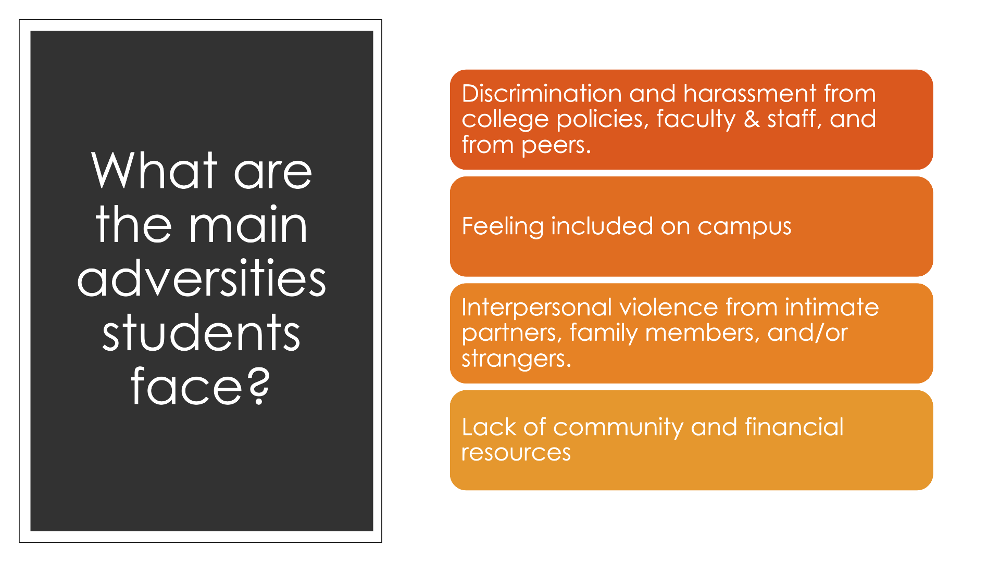 What are
the main
adversities
students
face?
Discrimination and harassment from
college policies, faculty & staff, and
from peers.
Feeling included on campus
Interpersonal violence from intimate
partners, family members, and/or
strangers.
Lack of community and financial
resources